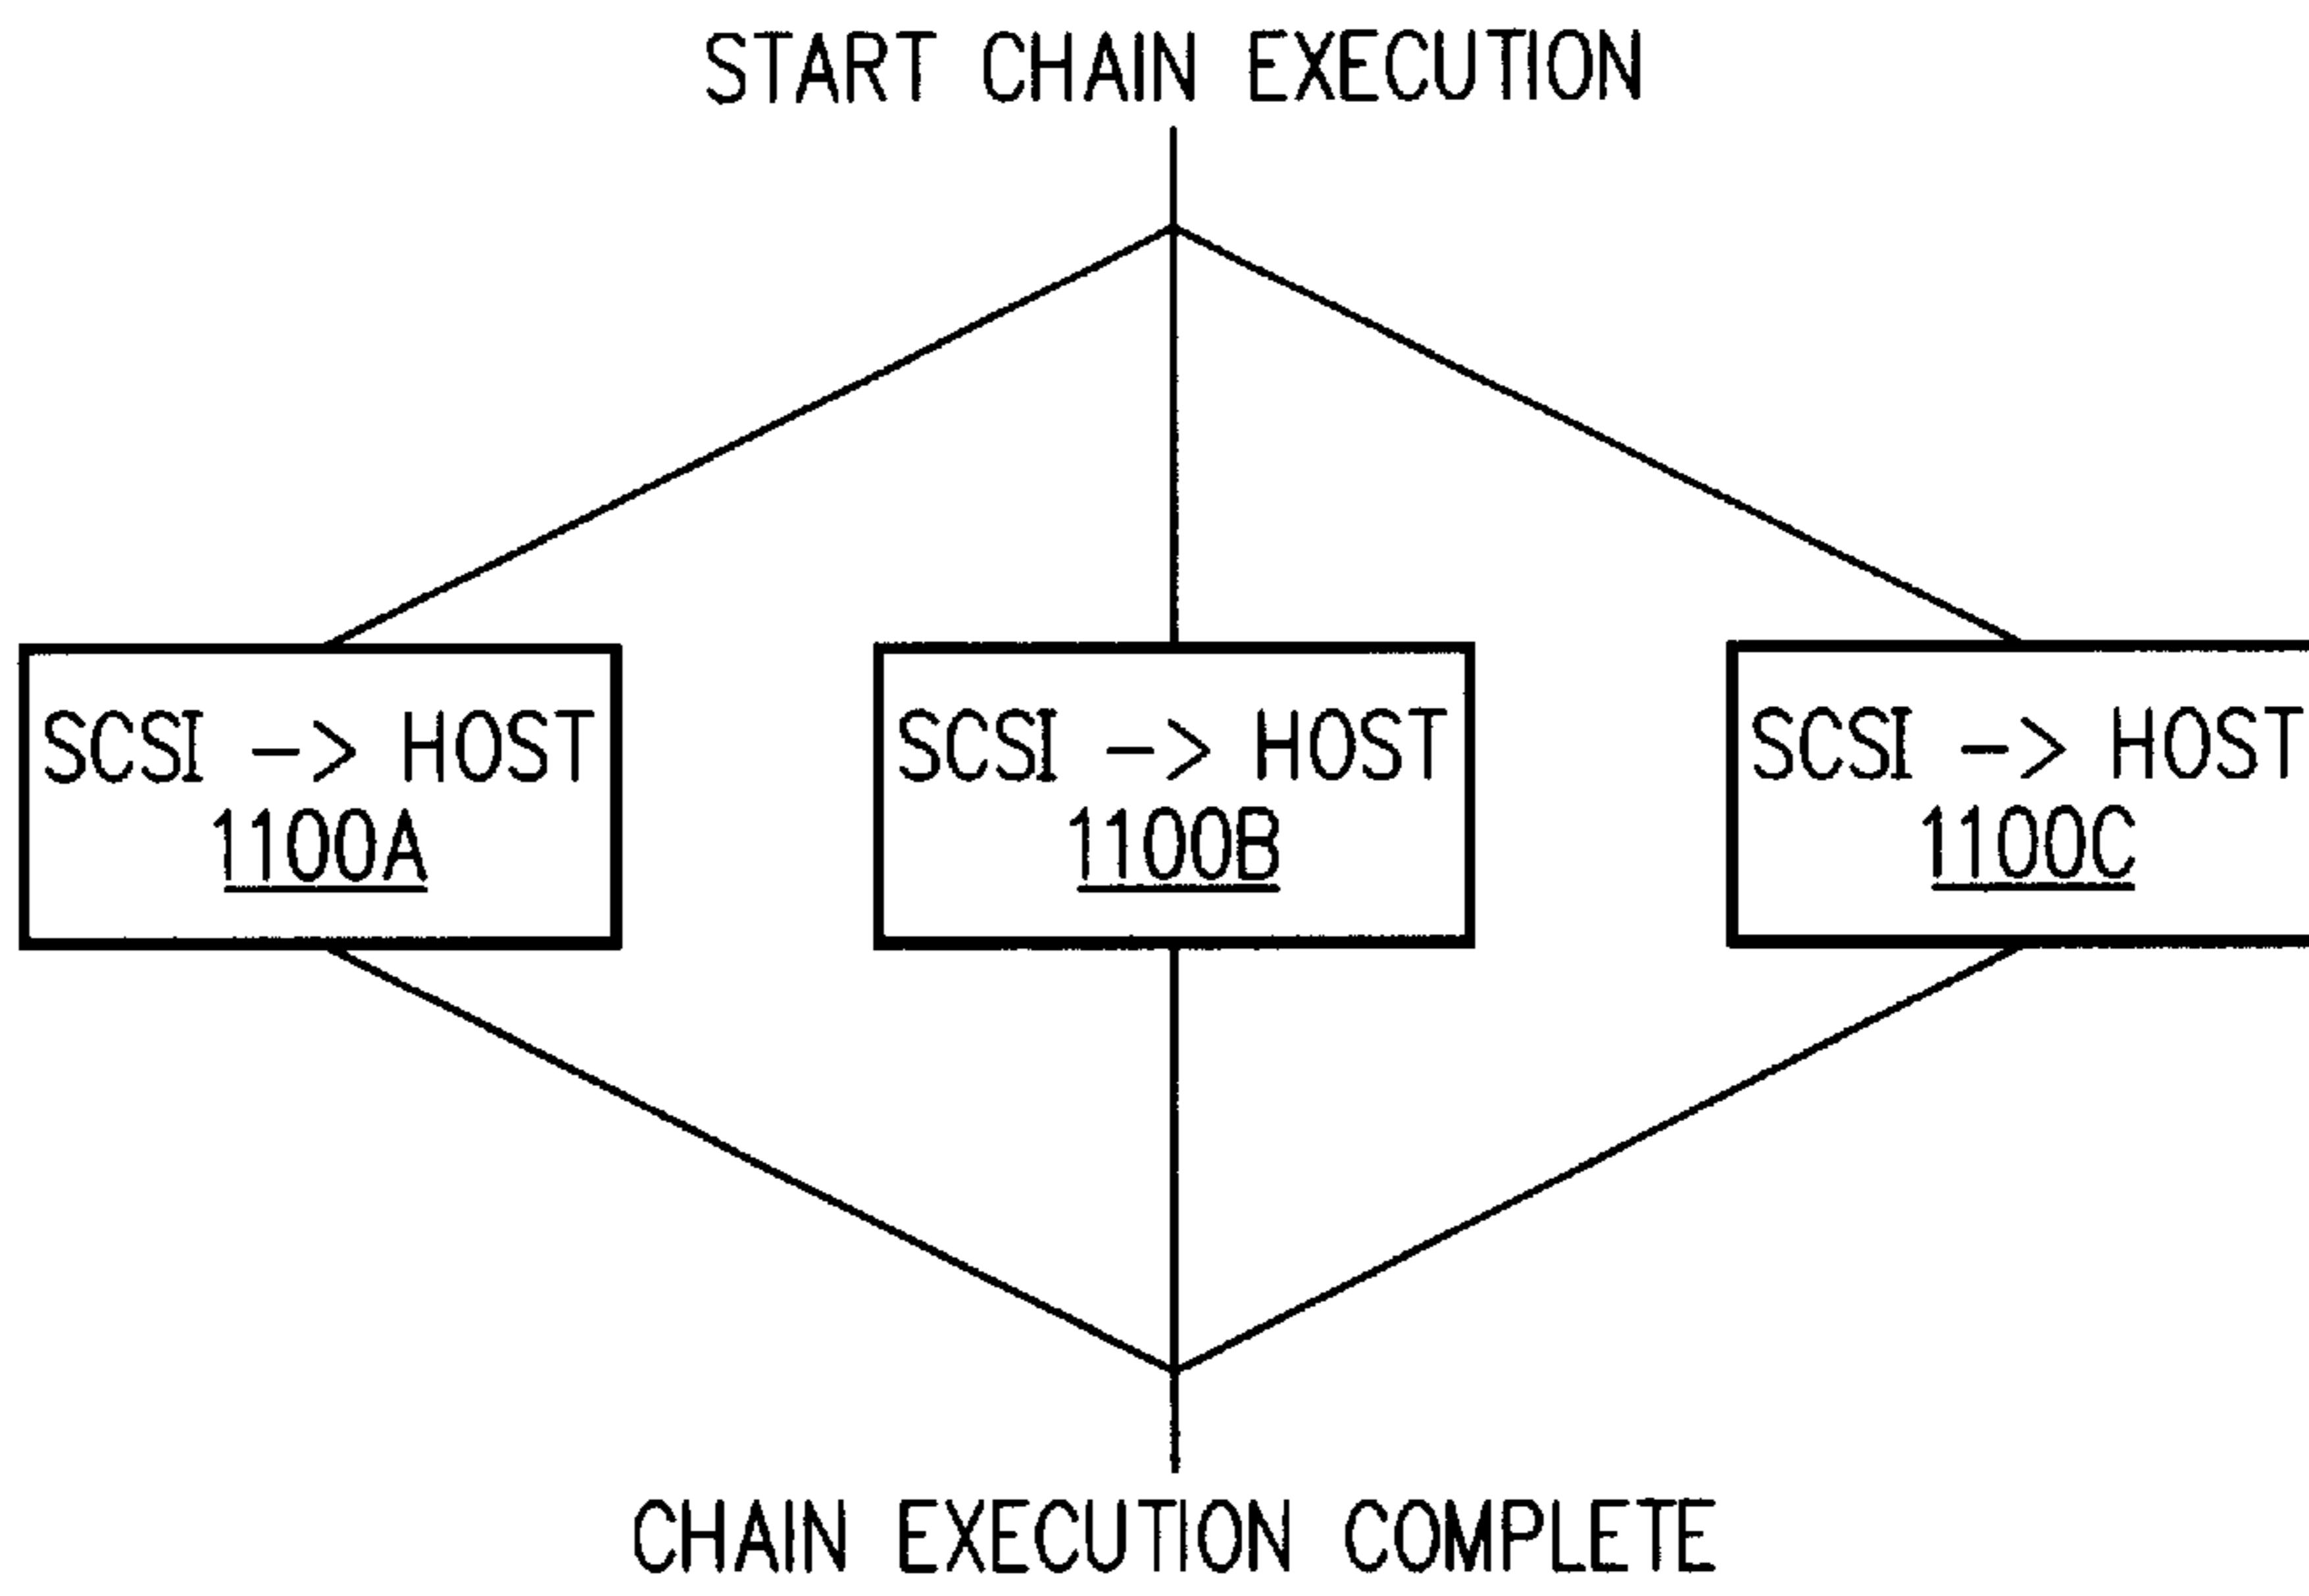 START CHAIN EXECUTION
SCSI -> HOST
1100A
SCSI -> HOST
1100B
SCSI -> HOST
1100C
CHAIN EXECUTION COMPLETE